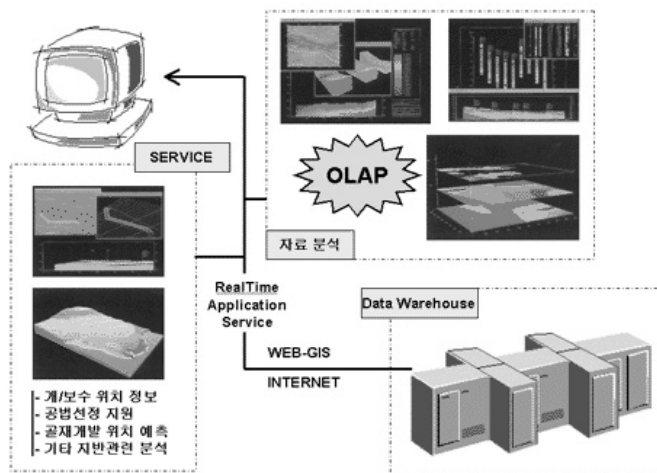 SERVICE
OLAP
자료 분석
RealTime
Application
Service
Data Warehouse
WEB-GIS
INTERNET
- 개/보수 위치 정보
- 공법선정 지원
- 골재개발 위치 예측
- 기타 지반관련 분석